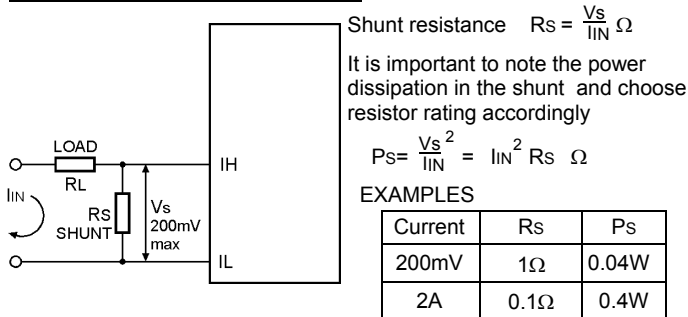 Shunt resistance Rs = Vs/IIN Ω
It is important to note the power
dissipation in the shunt and choose
resistor rating accordingly
Ps= Vs²/IIN = IIN² Rs Ω
EXAMPLES
Current Rs Ps
200mV 1Ω 0.04W
2A 0.1Ω 0.4W
LOAD
RL
IIN
RS
SHUNT
Vs
200mV
max
IH
IL